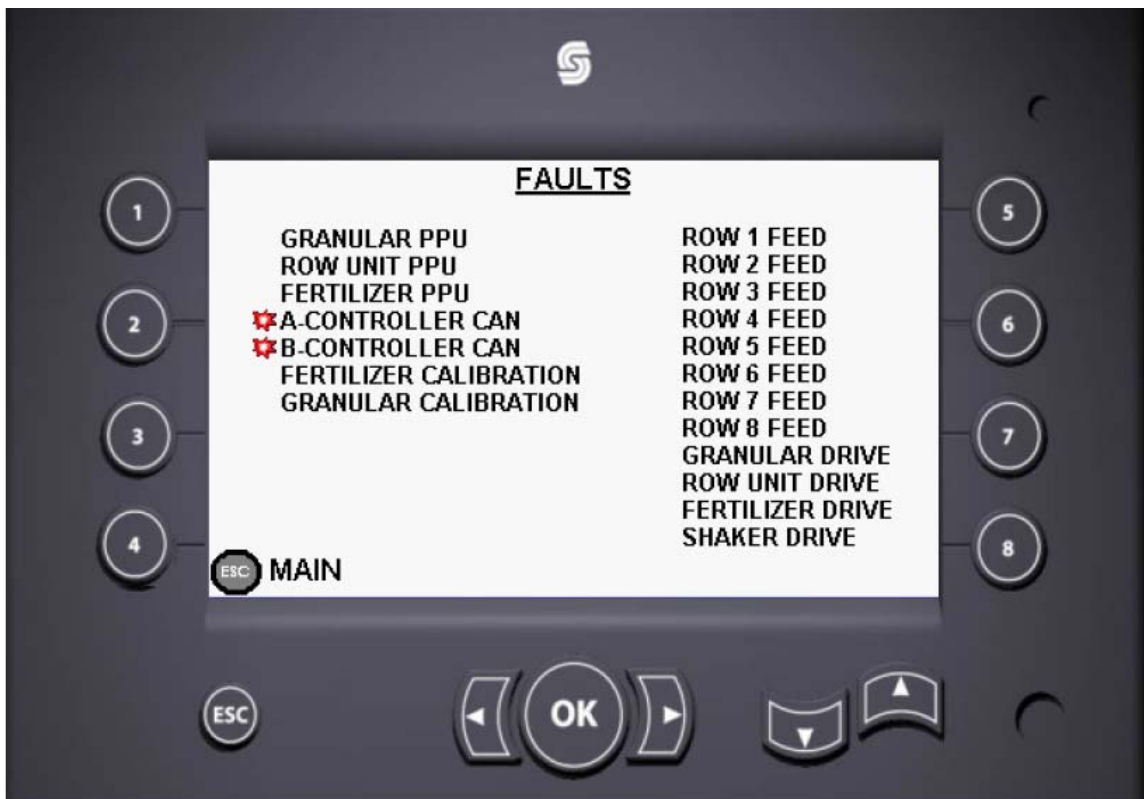 FAULTS
GRANULAR PPU
ROW UNIT PPU
FERTILIZER PPU
A-CONTROLLER CAN
B-CONTROLLER CAN
FERTILIZER CALIBRATION
GRANULAR CALIBRATION
ROW 1 FEED
ROW 2 FEED
ROW 3 FEED
ROW 4 FEED
ROW 5 FEED
ROW 6 FEED
ROW 7 FEED
ROW 8 FEED
GRANULAR DRIVE
ROW UNIT DRIVE
FERTILIZER DRIVE
SHAKER DRIVE
ESC MAIN
1
2
3
4
5
6
7
8
ESC
OK